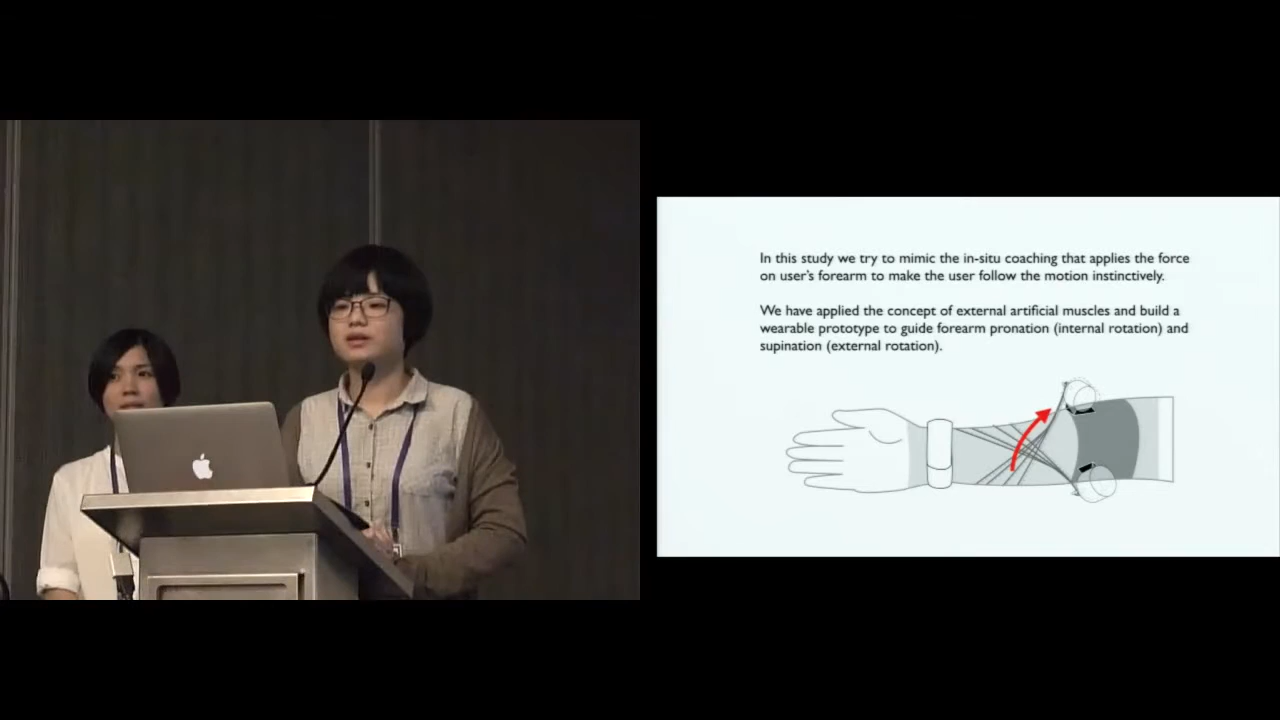 In this study we try to mimic the in-situ coaching that applies the force
on user's forearm to make the user follow the motion instinctively.
We have applied the concept of external artificial muscles and build a
wearable prototype to guide forearm pronation (internal rotation) and
supination (external rotation).